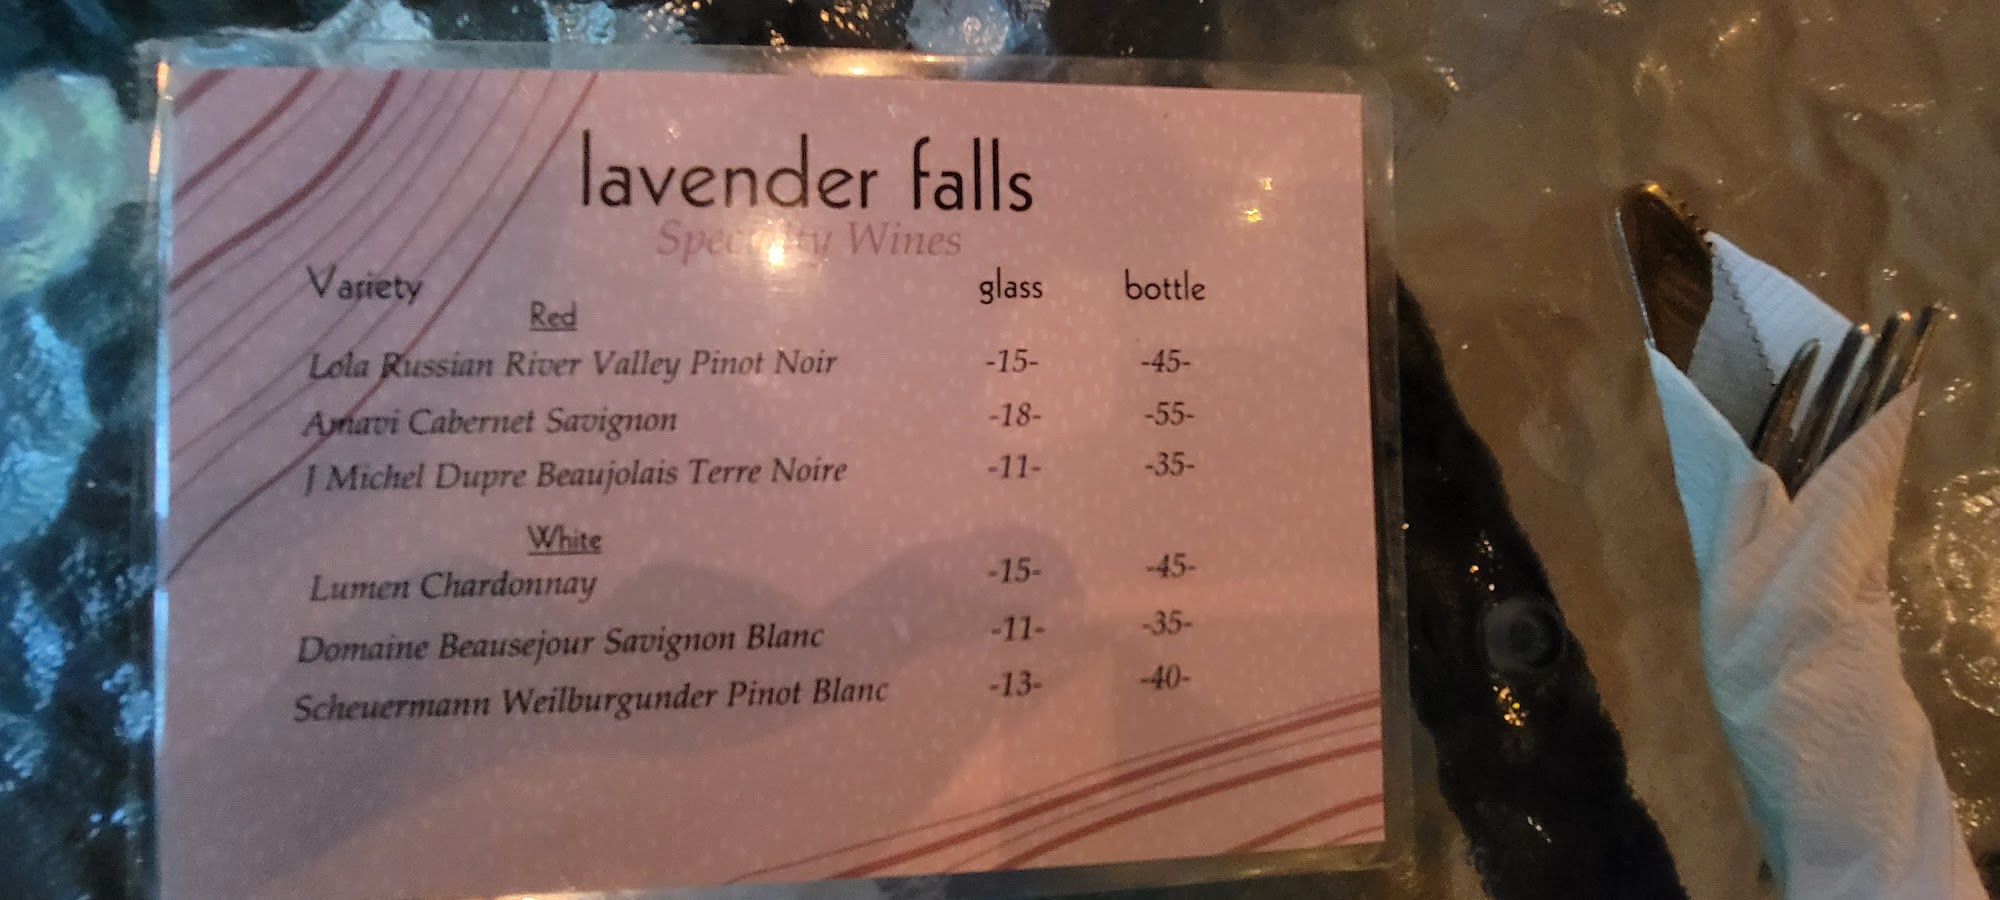 lavender falls
Specialty Wines
Variety glass bottle
Red
Lola Russian River Valley Pinot Noir -15- -45-
Amavi Cabernet Savignon -18- -55-
J Michel Dupre Beaujolais Terre Noire -11- -35-
White
Lumen Chardonnay -15- -45-
Domaine Beausejour Savignon Blanc -11- -35-
Scheuermann Weilburgunder Pinot Blanc -13- -40-